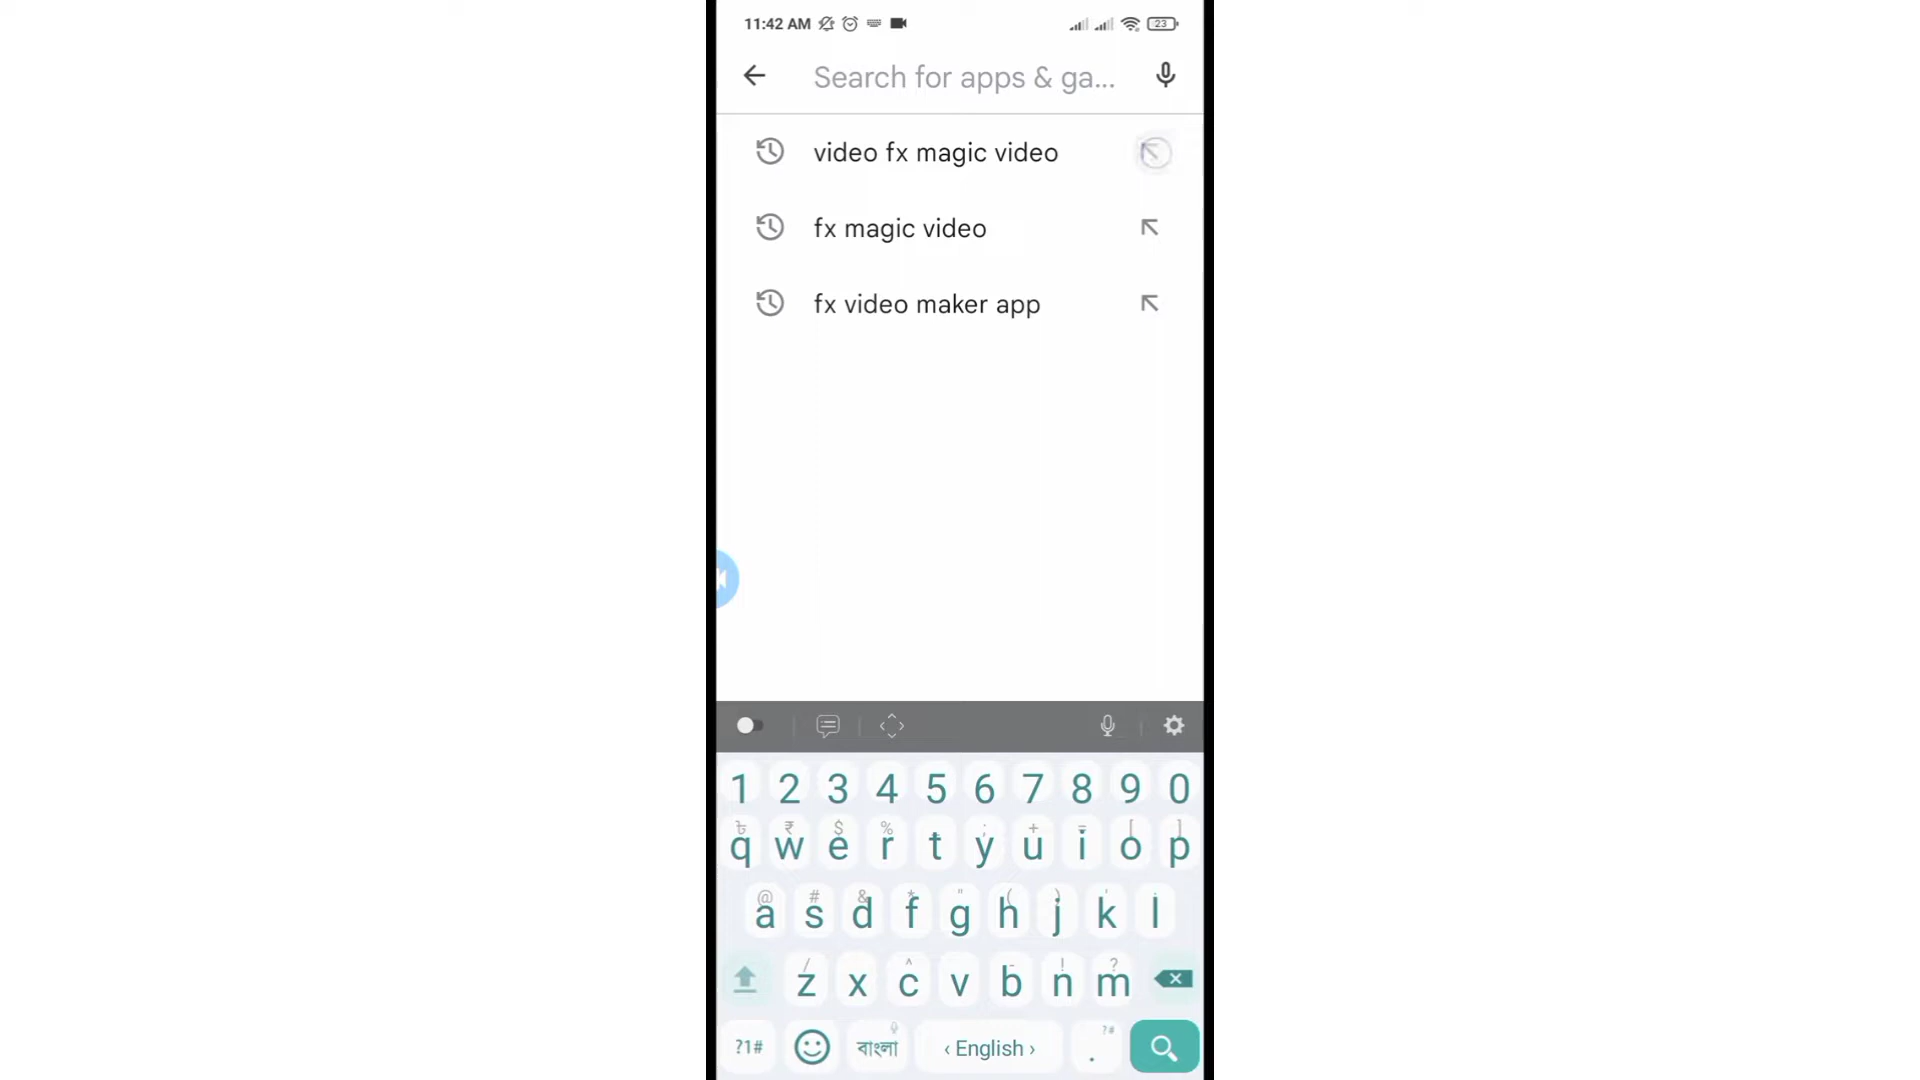 11:42 AM 23
Search for apps & ga...
video fx magic video
fx magic video
fx video maker app
1 2 3 4 5 6 7 8 9 0
৳ ₹ $ % ; + = [ ]
q w e r t y u i o p
@ # & * " ( ) ' :
a s d f g h j k l
/ ^ - ! ?
z x c v b n m
?1# বাংলা ‹ English › . ?#